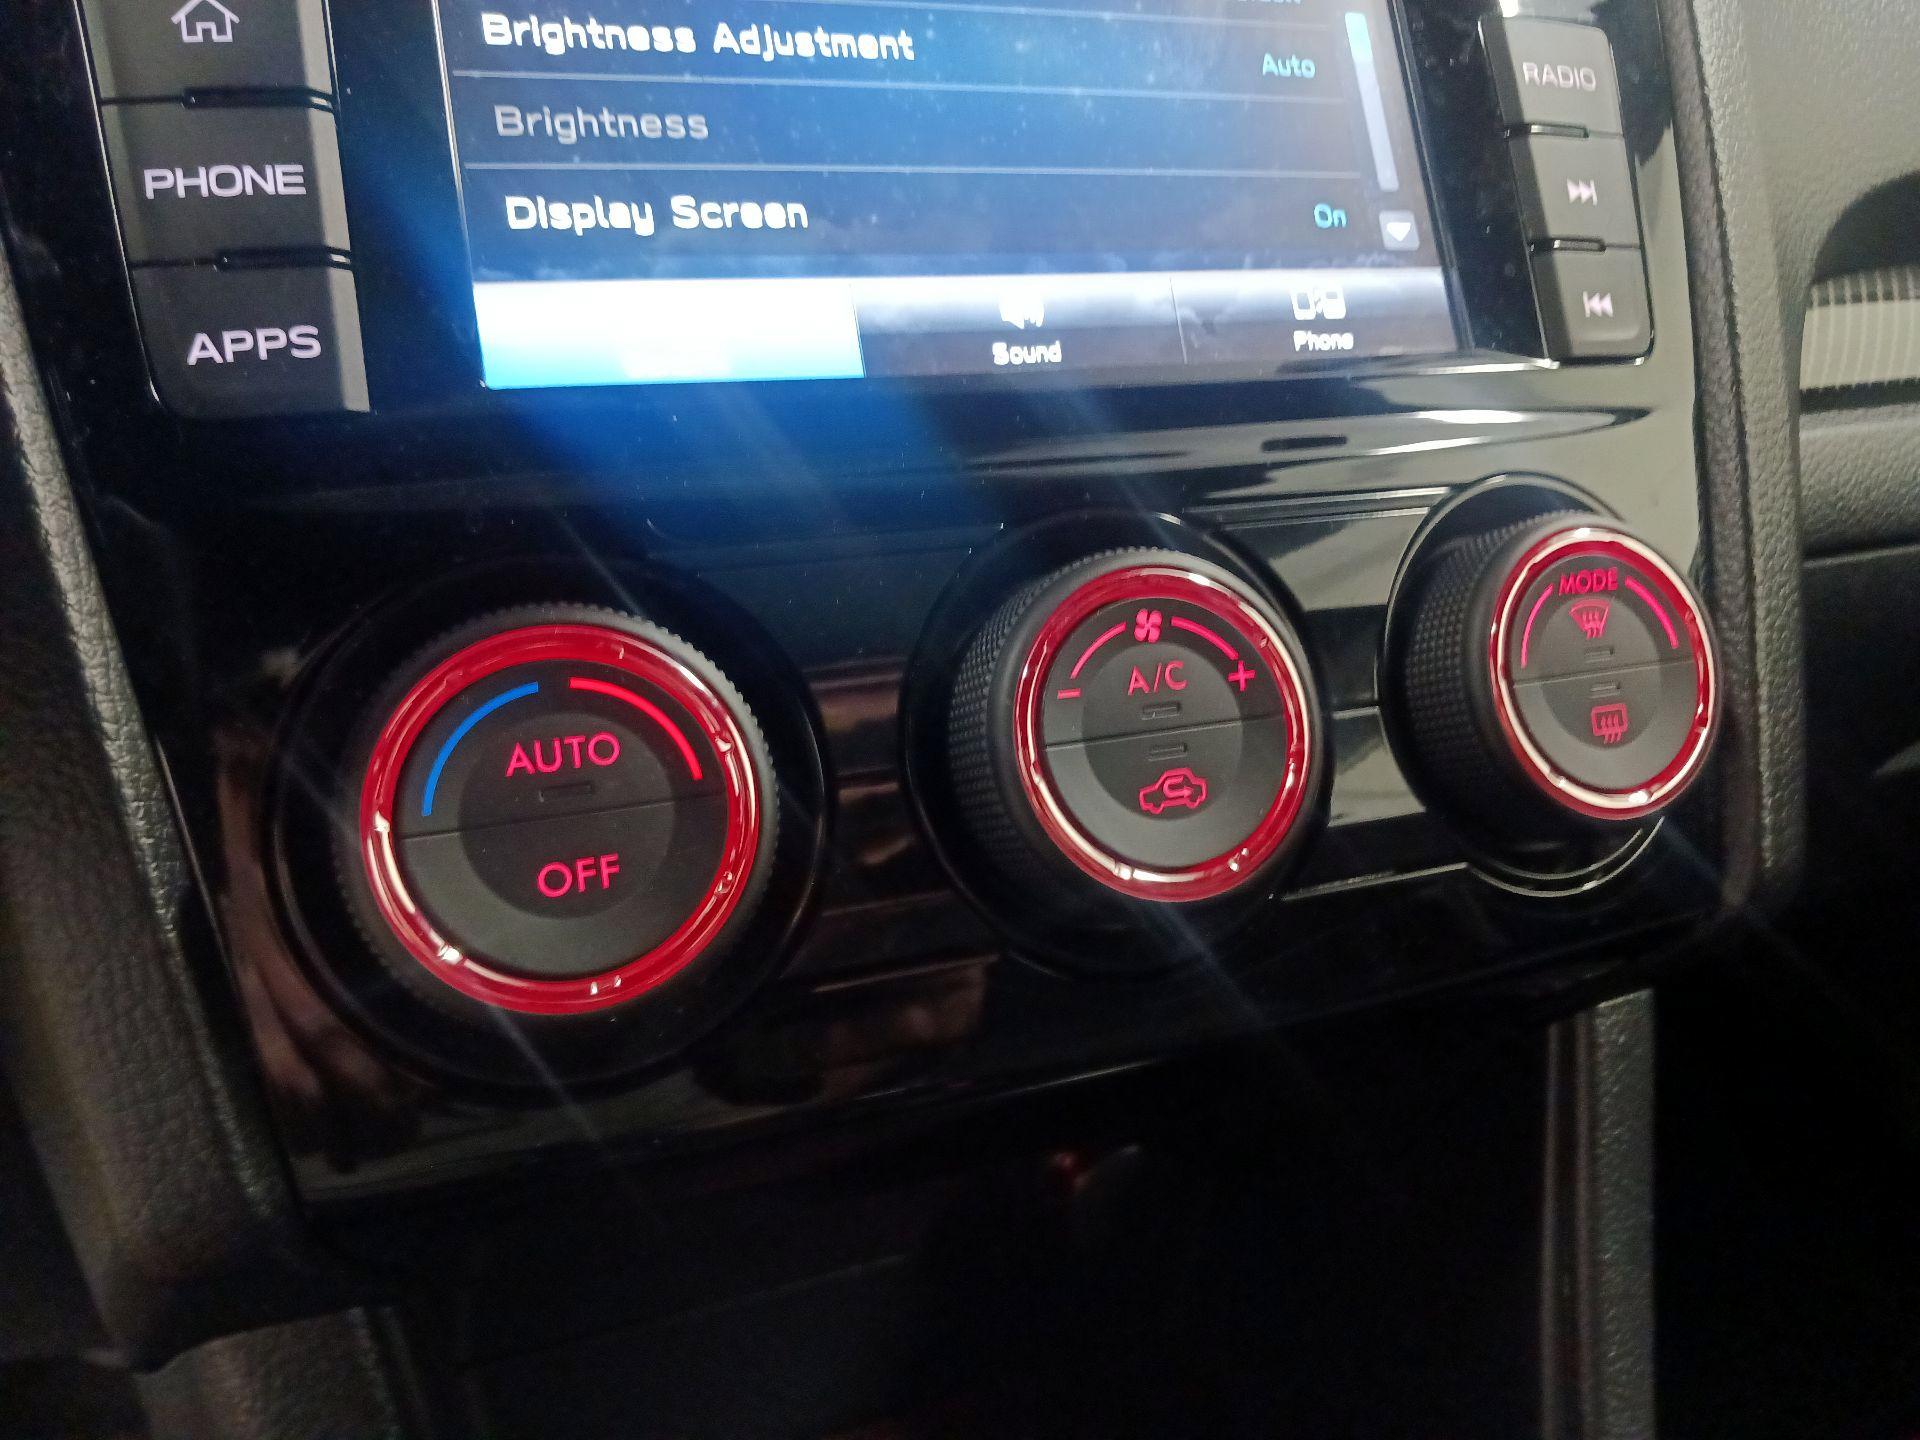 Brightness Adjustment
Auto
Brightness
Display Screen
On
Sound
Phone
PHONE
APPS
RADIO
AUTO
OFF
- +
A/C
MODE